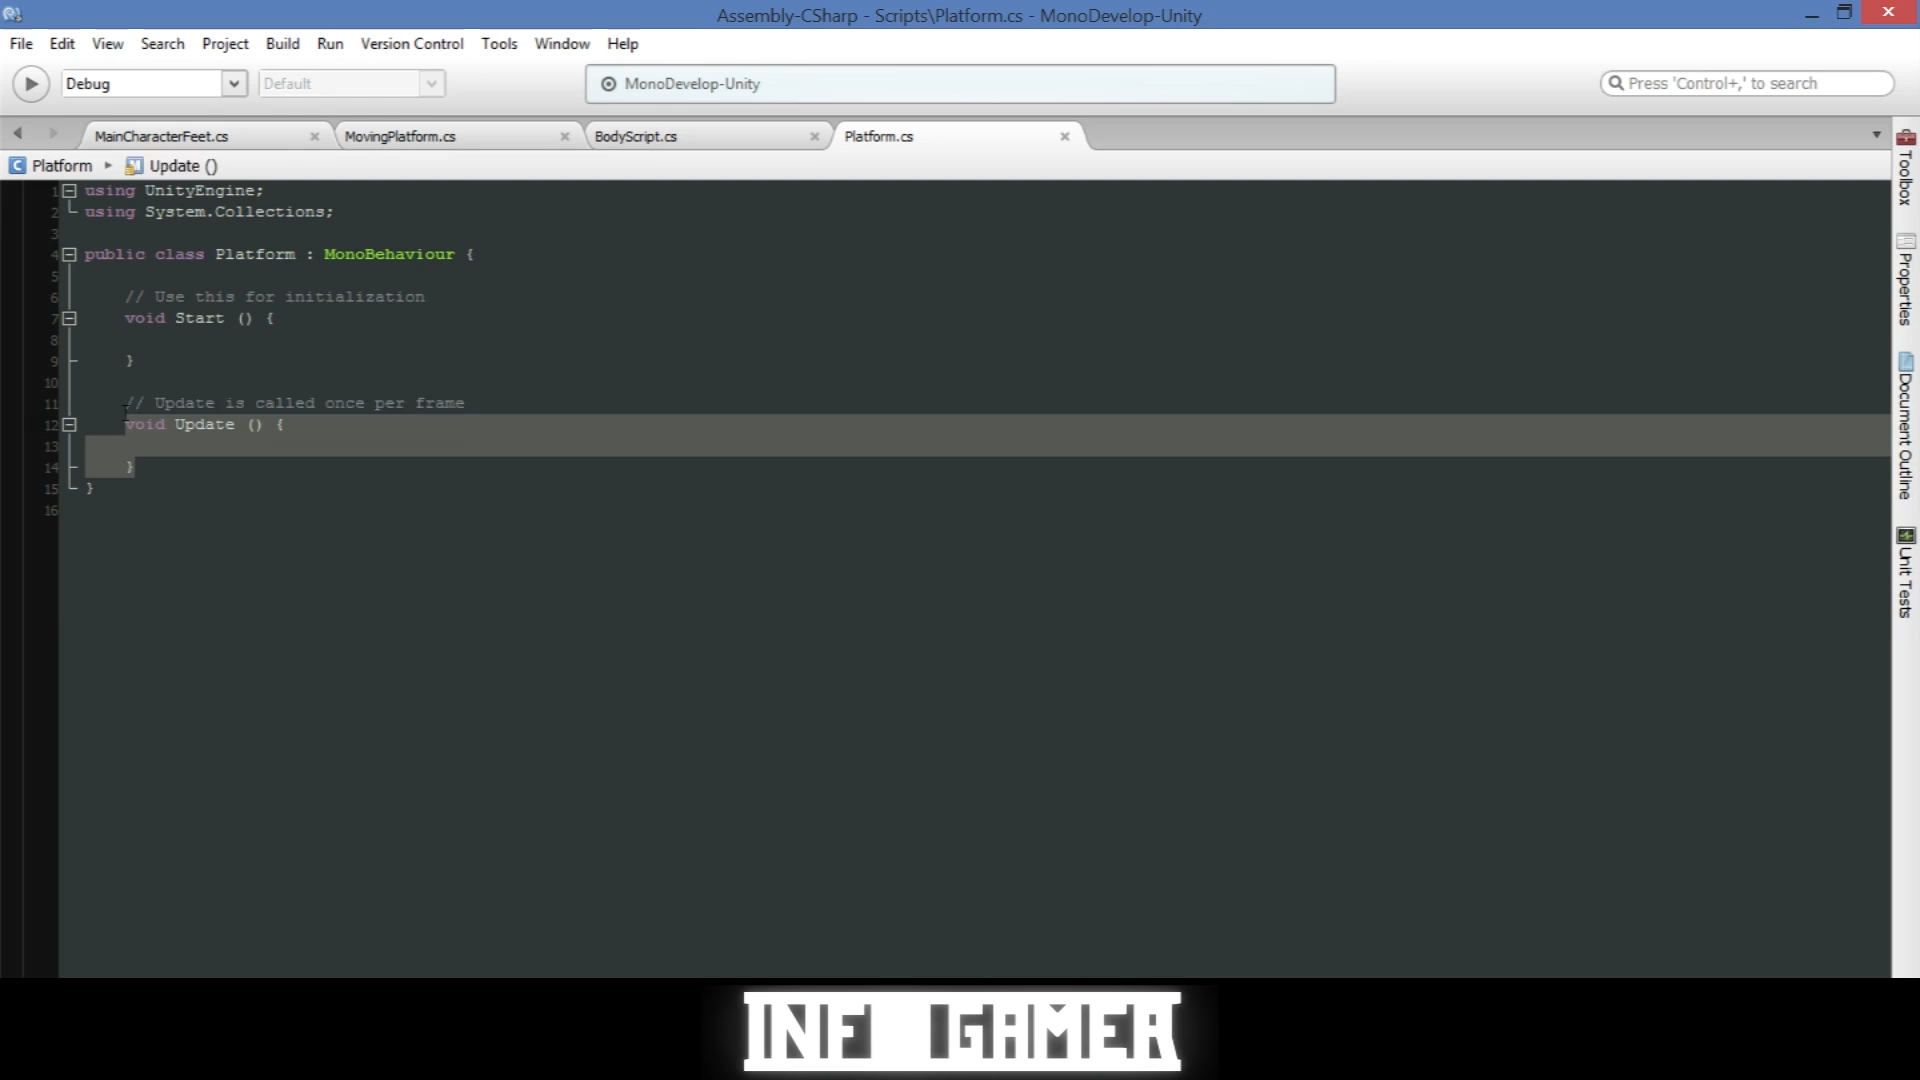 Assembly-CSharp - Scripts\Platform.cs - MonoDevelop-Unity
File Edit View Search Project Build Run Version Control Tools Window Help
Debug Default MonoDevelop-Unity Press 'Control+,' to search
MainCharacterFeet.cs MovingPlatform.cs BodyScript.cs Platform.cs
Platform Update ()
1 using UnityEngine;
2 using System.Collections;
3
4 public class Platform : MonoBehaviour {
5
6 // Use this for initialization
7 void Start () {
8
9 }
10
11 // Update is called once per frame
12 void Update () {
13
14 }
15 }
16
Toolbox
Properties
Document Outline
Unit Tests
INF GAMER